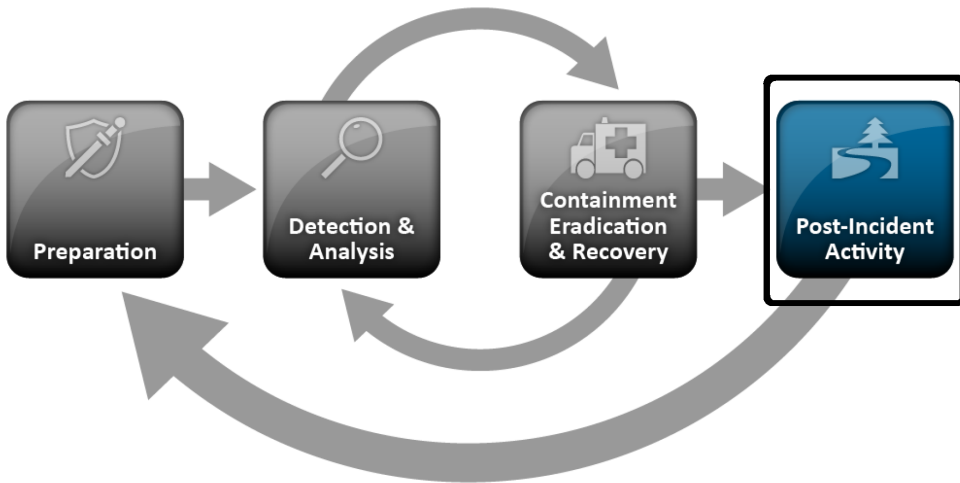 Preparation
Detection &
Analysis
Containment
Eradication
& Recovery
Post-Incident
Activity